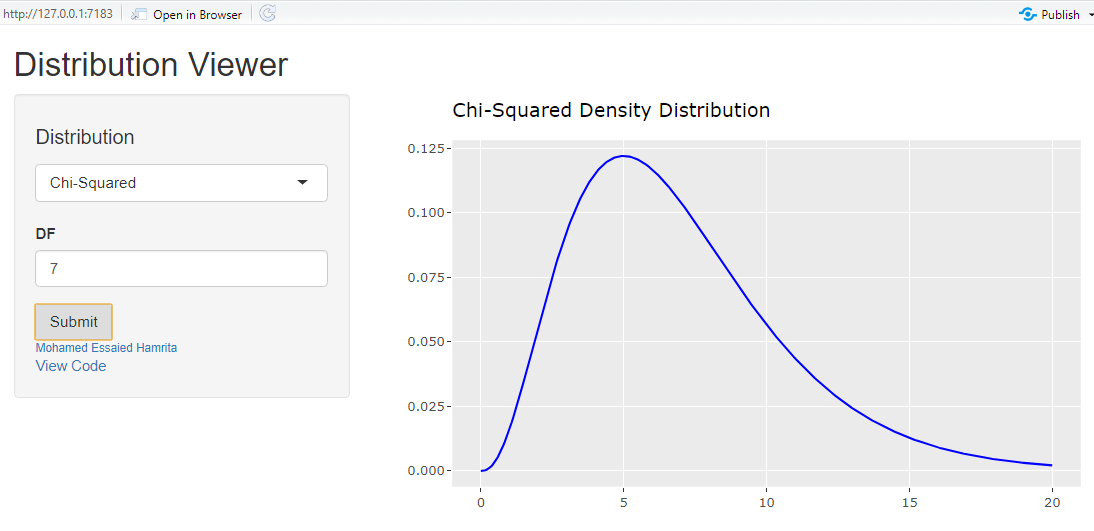 http://127.0.0.1:7183 Open in Browser Publish
Distribution Viewer
Distribution
Chi-Squared
DF
7
Submit
Mohamed Essaied Hamrita
View Code
Chi-Squared Density Distribution
0.125
0.100
0.075
0.050
0.025
0.000
0 5 10 15 20